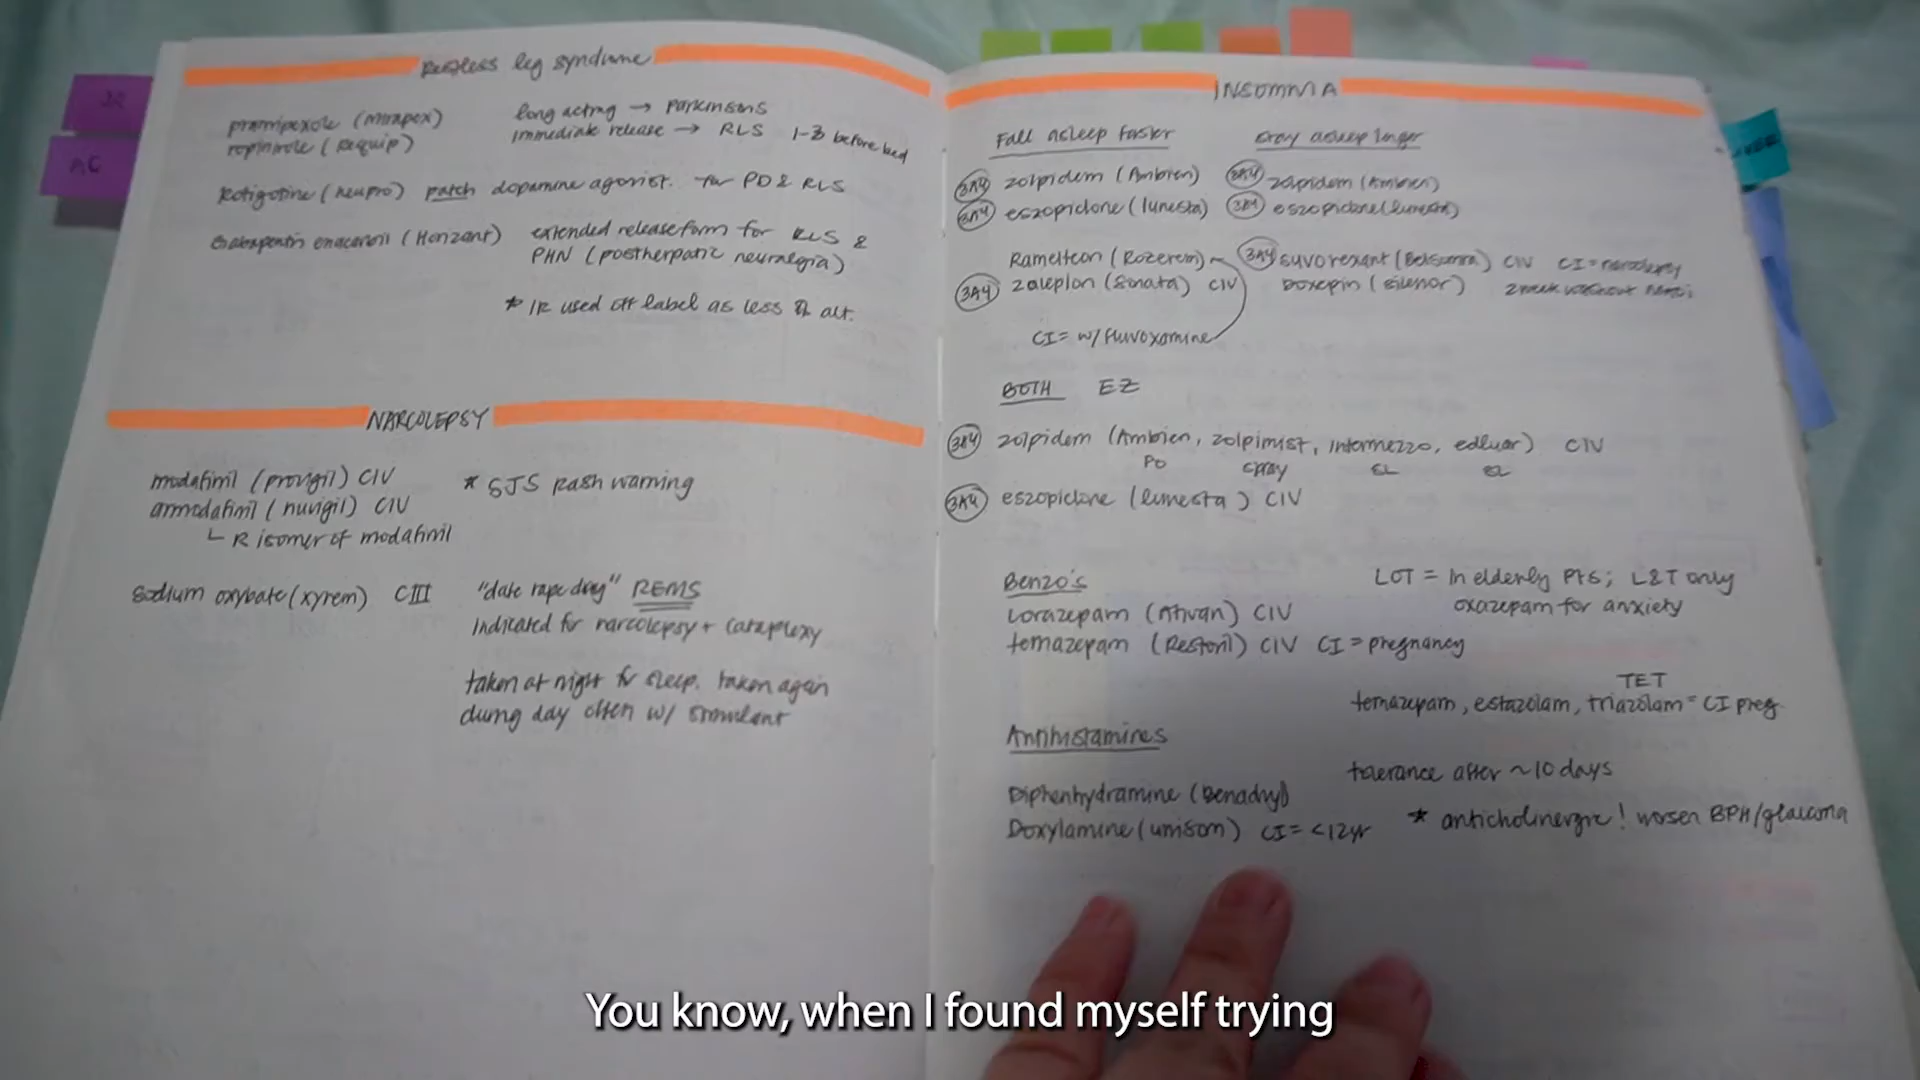 Restless leg syndrome
pramipexole (mirapex)
ropinirole (Requip)
long acting → Parkinsons
immediate release → RLS 1-3 before bed
Rotigotine (neupro) patch dopamine agonist. for PD & RLS
Gabapentin enacarbil (Horizant) extended release form for RLS &
PHN (postherpatic neuralgia)
* IR used off label as less $ alt.
NARCOLEPSY
modafinil (provigil) CIV * SJS rash warning
armodafinil (nuvigil) CIV
└ R isomer of modafinil
Sodium oxybate (xyrem) CIII "date rape drug" REMS
indicated for narcolepsy + cataplexy
taken at night for sleep. taken again
during day often w/ stimulant
INSOMNIA
Fall asleep faster
3A4 zolpidem (Ambien)
3A4 eszopiclone (lunesta)
Ramelteon (Rozerem)
3A4 zaleplon (Sonata) CIV
CI = w/ fluvoxamine
Stay asleep longer
3A4 zolpidem (Ambien)
3A4 eszopiclone (lunesta)
3A4 suvorexant (Belsomra) CIV CI = narcolepsy
Doxepin (silenor) 2 week
BOTH EZ
3A4 zolpidem (Ambien, zolpimist, intermezzo, edluar) CIV
PO spray SL SL
3A4 eszopiclone (lunesta) CIV
Benzo's
lorazepam (Ativan) CIV
temazepam (Restoril) CIV CI = pregnancy
LOT = in elderly pts; L&T only
oxazepam for anxiety
TET
temazepam, estazolam, triazolam = CI preg
Antihistamines
Diphenhydramine (Benadryl)
Doxylamine (unisom) CI = <12yr
tolerance after ~10 days
* anticholinergic! worsen BPH/glaucoma
AC
You know, when I found myself trying